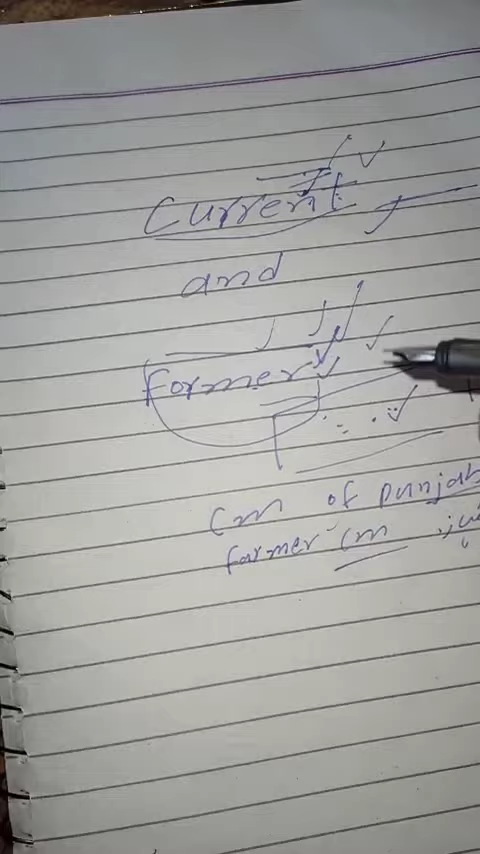 Current
and
Former
Cm of Punjab
former Cm